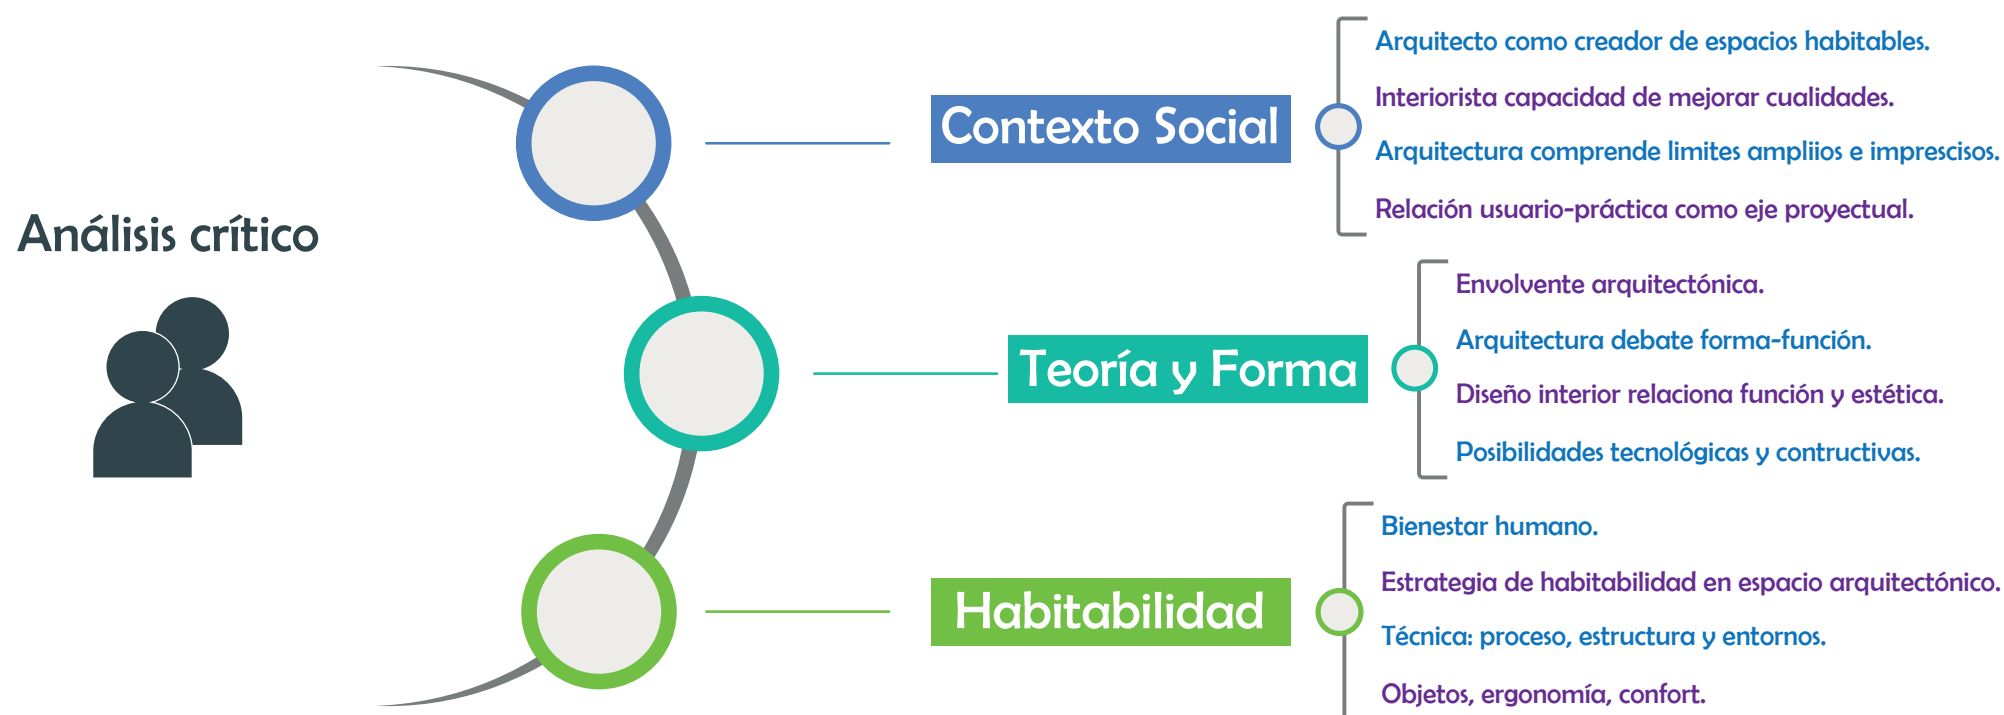 Análisis crítico
Contexto Social
Arquitecto como creador de espacios habitables.
Interiorista capacidad de mejorar cualidades.
Arquitectura comprende limites ampliios e imprescisos.
Relación usuario-práctica como eje proyectual.
Teoría y Forma
Envolvente arquitectónica.
Arquitectura debate forma-función.
Diseño interior relaciona función y estética.
Posibilidades tecnológicas y contructivas.
Habitabilidad
Bienestar humano.
Estrategia de habitabilidad en espacio arquitectónico.
Técnica: proceso, estructura y entornos.
Objetos, ergonomía, confort.